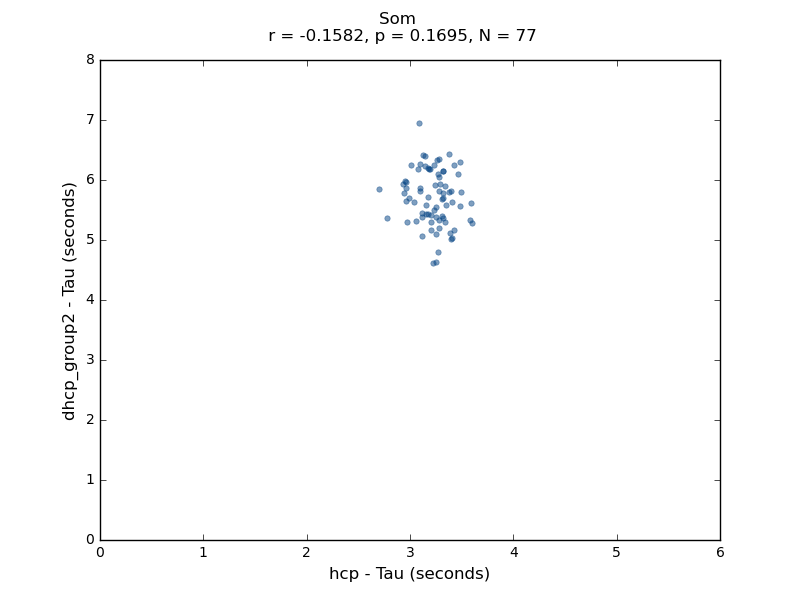 Som
r = -0.1582, p = 0.1695, N = 77
8
7
6
5
4
3
2
1
0
dhcp_group2 - Tau (seconds)
0 1 2 3 4 5 6
hcp - Tau (seconds)